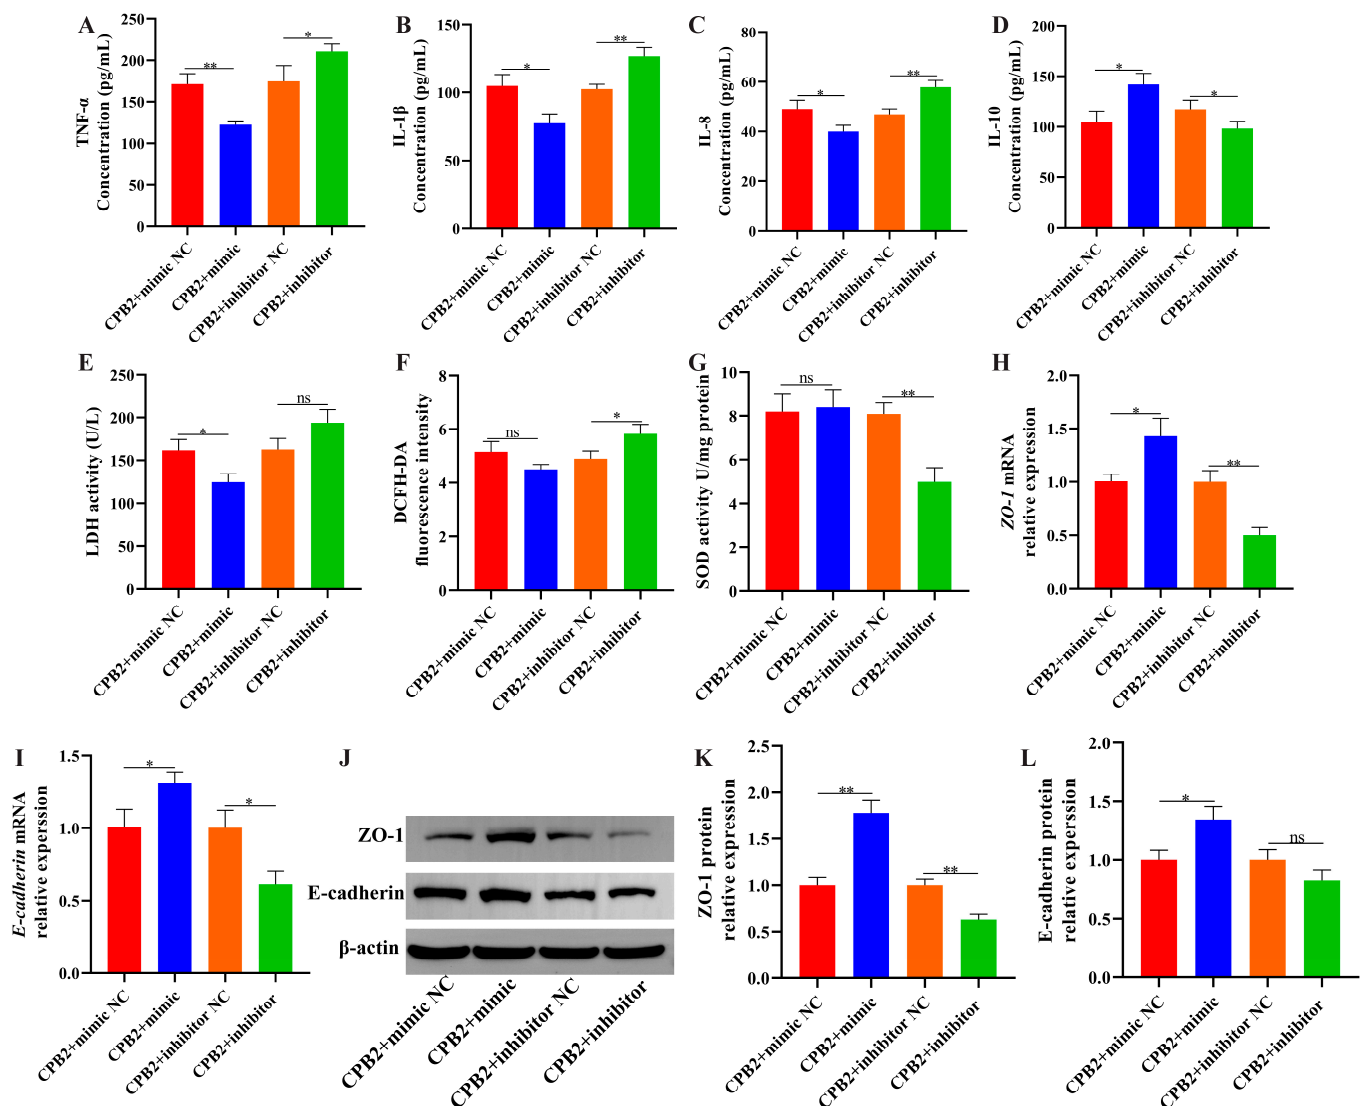 A
TNF-α
Concentration (pg/mL)
250
200
150
100
50
0
**
*
CPB2+mimic NC
CPB2+mimic
CPB2+inhibitor NC
CPB2+inhibitor
B
IL-1β
Concentration (pg/mL)
150
100
50
0
*
**
CPB2+mimic NC
CPB2+mimic
CPB2+inhibitor NC
CPB2+inhibitor
C
IL-8
Concentration (pg/mL)
80
60
40
20
0
*
**
CPB2+mimic NC
CPB2+mimic
CPB2+inhibitor NC
CPB2+inhibitor
D
IL-10
Concentration (pg/mL)
200
150
100
50
0
*
*
CPB2+mimic NC
CPB2+mimic
CPB2+inhibitor NC
CPB2+inhibitor
E
LDH activity (U/L)
250
200
150
100
50
0
*
ns
CPB2+mimic NC
CPB2+mimic
CPB2+inhibitor NC
CPB2+inhibitor
F
DCFH-DA
fluorescence intensity
8
6
4
2
0
ns
*
CPB2+mimic NC
CPB2+mimic
CPB2+inhibitor NC
CPB2+inhibitor
G
SOD activity U/mg protein
10
8
6
4
2
0
ns
**
CPB2+mimic NC
CPB2+mimic
CPB2+inhibitor NC
CPB2+inhibitor
H
ZO-1 mRNA
relative expression
2.0
1.5
1.0
0.5
0.0
*
**
CPB2+mimic NC
CPB2+mimic
CPB2+inhibitor NC
CPB2+inhibitor
I
E-cadherin mRNA
relative experssion
1.5
1.0
0.5
0.0
*
*
CPB2+mimic NC
CPB2+mimic
CPB2+inhibitor NC
CPB2+inhibitor
J
ZO-1
E-cadherin
β-actin
CPB2+mimic NC
CPB2+mimic
CPB2+inhibitor NC
CPB2+inhibitor
K
ZO-1 protein
relative expression
2.5
2.0
1.5
1.0
0.5
0.0
**
**
CPB2+mimic NC
CPB2+mimic
CPB2+inhibitor NC
CPB2+inhibitor
L
E-cadherin protein
relative experssion
2.0
1.5
1.0
0.5
0.0
*
ns
CPB2+mimic NC
CPB2+mimic
CPB2+inhibitor NC
CPB2+inhibitor